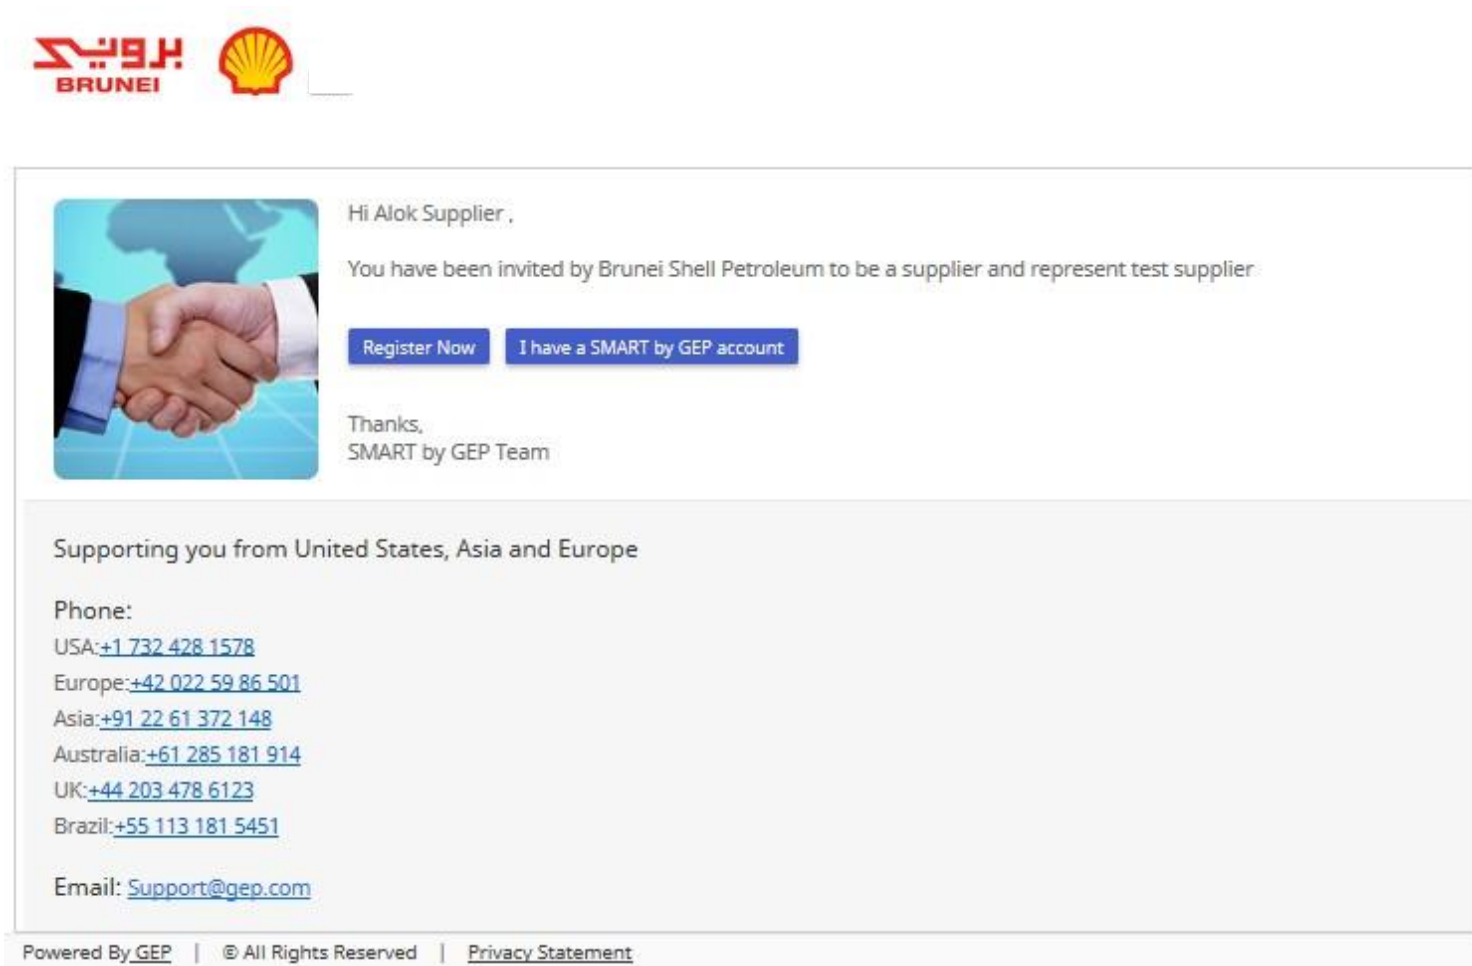 بروني
BRUNEI
Hi Alok Supplier ,
You have been invited by Brunei Shell Petroleum to be a supplier and represent test supplier
Register Now I have a SMART by GEP account
Thanks,
SMART by GEP Team
Supporting you from United States, Asia and Europe
Phone:
USA:+1 732 428 1578
Europe:+42 022 59 86 501
Asia:+91 22 61 372 148
Australia:+61 285 181 914
UK:+44 203 478 6123
Brazil:+55 113 181 5451
Email: Support@gep.com
Powered By GEP | © All Rights Reserved | Privacy Statement